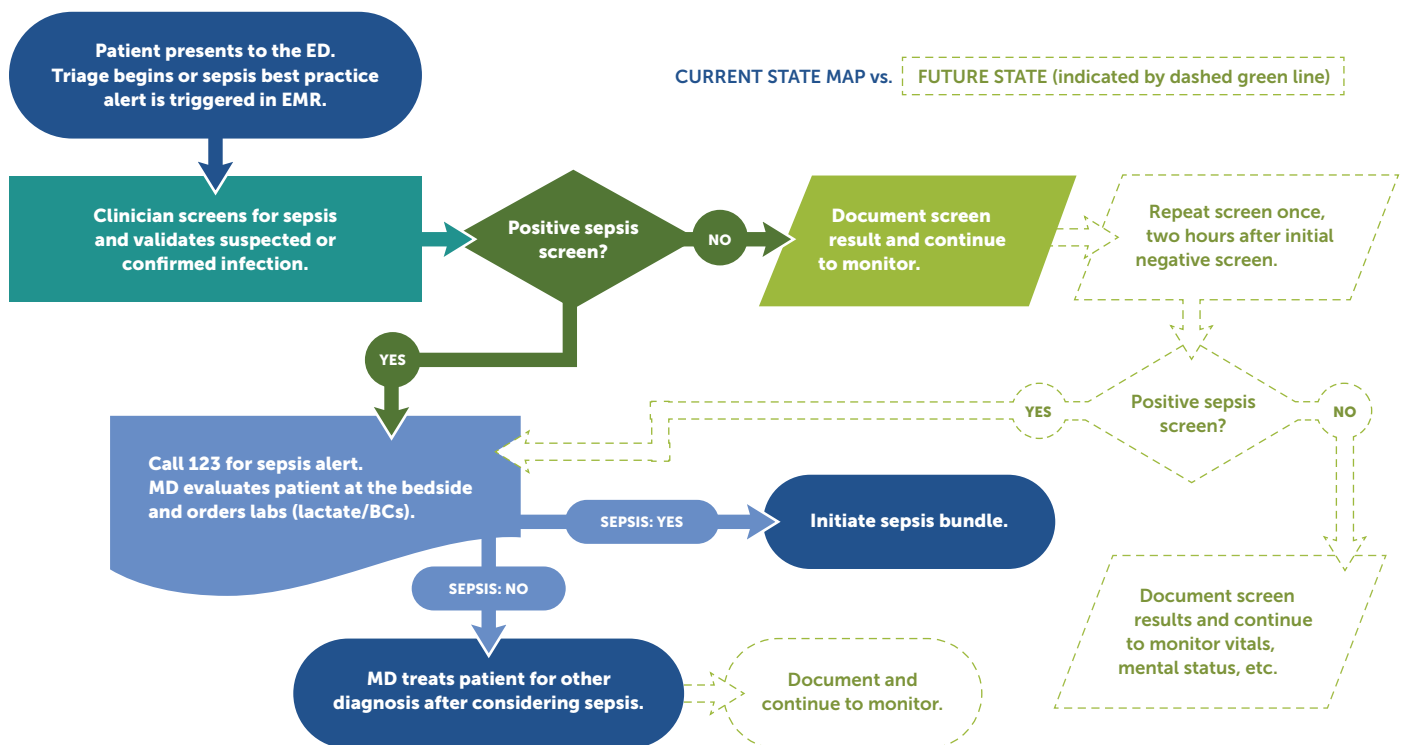 Patient presents to the ED.
Triage begins or sepsis best practice
alert is triggered in EMR.
CURRENT STATE MAP vs.
FUTURE STATE (indicated by dashed green line)
Clinician screens for sepsis
and validates suspected or
confirmed infection.
Positive sepsis
screen?
NO
Document screen
result and continue
to monitor.
Repeat screen once,
two hours after initial
negative screen.
YES
YES
Positive sepsis
screen?
NO
Call 123 for sepsis alert.
MD evaluates patient at the bedside
and orders labs (lactate/BCs).
SEPSIS: YES
Initiate sepsis bundle.
SEPSIS: NO
Document screen
results and continue
to monitor vitals,
mental status, etc.
MD treats patient for other
diagnosis after considering sepsis.
Document and
continue to monitor.